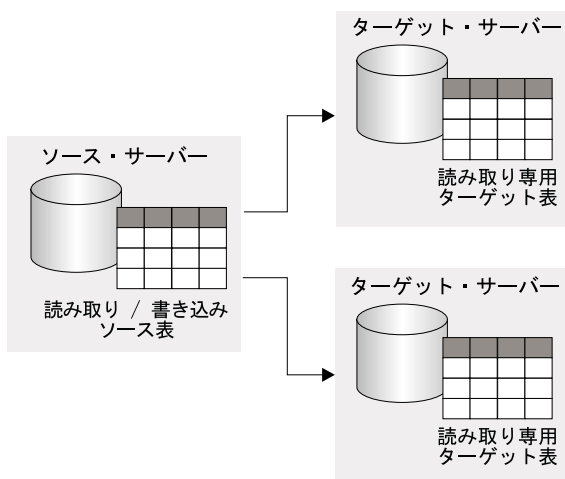 ソース・サーバー
読み取り / 書き込み
ソース表
ターゲット・サーバー
読み取り専用
ターゲット表
ターゲット・サーバー
読み取り専用
ターゲット表